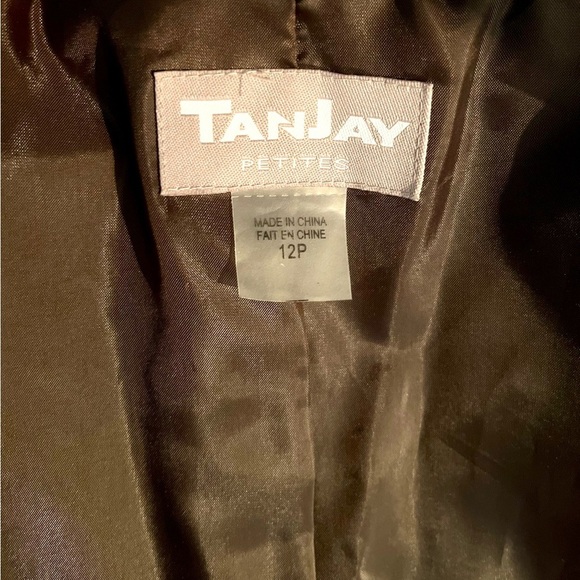 TANJAY
PETITES
MADE IN CHINA
FAIT EN CHINE
12P